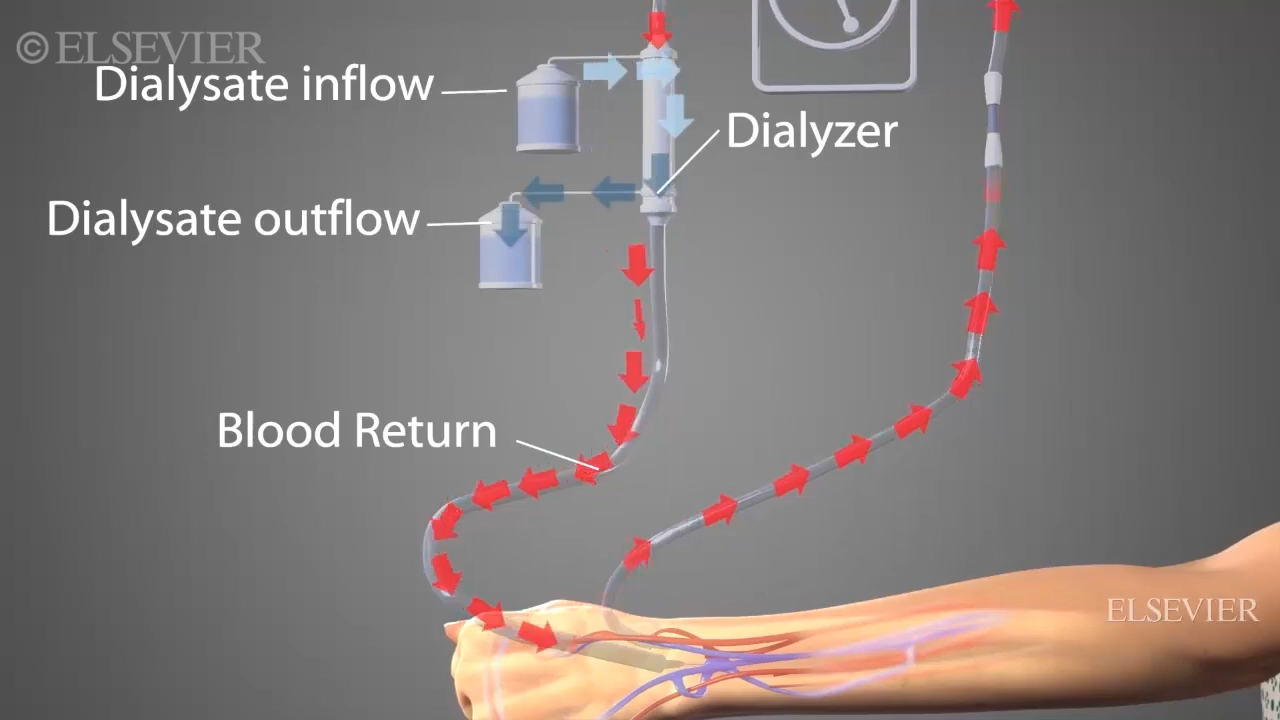 © ELSEVIER
Dialysate inflow
Dialyzer
Dialysate outflow
Blood Return
ELSEVIER